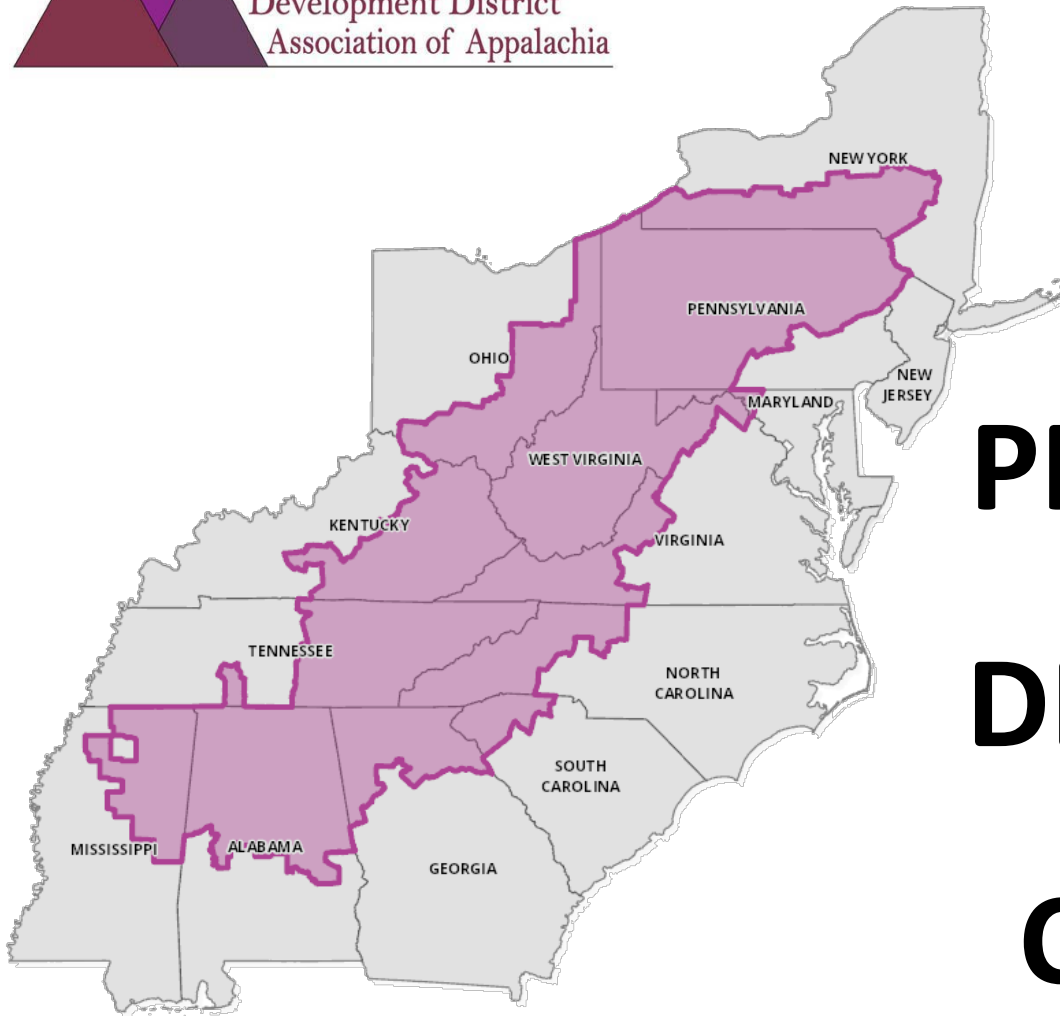 Development District
Association of Appalachia
NEW YORK
PENNSYLVANIA
OHIO
NEW
JERSEY
MARYLAND
WEST VIRGINIA
KENTUCKY
VIRGINIA
TENNESSEE
NORTH
CAROLINA
SOUTH
CAROLINA
MISSISSIPPI
ALABAMA
GEORGIA